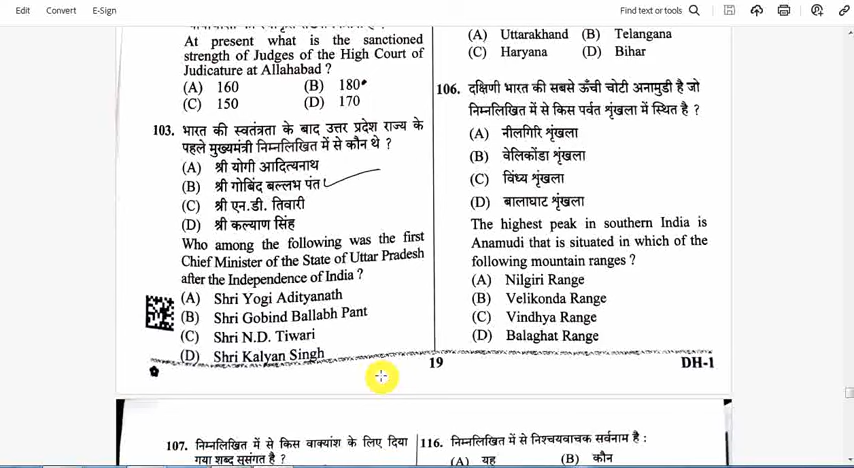 Edit Convert E-Sign
Find text or tools
At present what is the sanctioned
strength of Judges of the High Court of
Judicature at Allahabad ?
(A) 160 (B) 180
(C) 150 (D) 170
103. भारत की स्वतंत्रता के बाद उत्तर प्रदेश राज्य के
पहले मुख्यमंत्री निम्नलिखित में से कौन थे ?
(A) श्री योगी आदित्यनाथ
(B) श्री गोबिंद बल्लभ पंत
(C) श्री एन.डी. तिवारी
(D) श्री कल्याण सिंह
Who among the following was the first
Chief Minister of the State of Uttar Pradesh
after the Independence of India ?
(A) Shri Yogi Adityanath
(B) Shri Gobind Ballabh Pant
(C) Shri N.D. Tiwari
(D) Shri Kalyan Singh
(A) Uttarakhand (B) Telangana
(C) Haryana (D) Bihar
106. दक्षिणी भारत की सबसे ऊँची चोटी अनामुडी है जो
निम्नलिखित में से किस पर्वत शृंखला में स्थित है ?
(A) नीलगिरि शृंखला
(B) वेलिकोंडा शृंखला
(C) विंध्य शृंखला
(D) बालाघाट शृंखला
The highest peak in southern India is
Anamudi that is situated in which of the
following mountain ranges ?
(A) Nilgiri Range
(B) Velikonda Range
(C) Vindhya Range
(D) Balaghat Range
19 DH-1
107. निम्नलिखित में से किस वाक्यांश के लिए दिया
गया शब्द सुसंगत है ?
116. निम्नलिखित में से निश्चयवाचक सर्वनाम है :
(A) यह (B) कौन